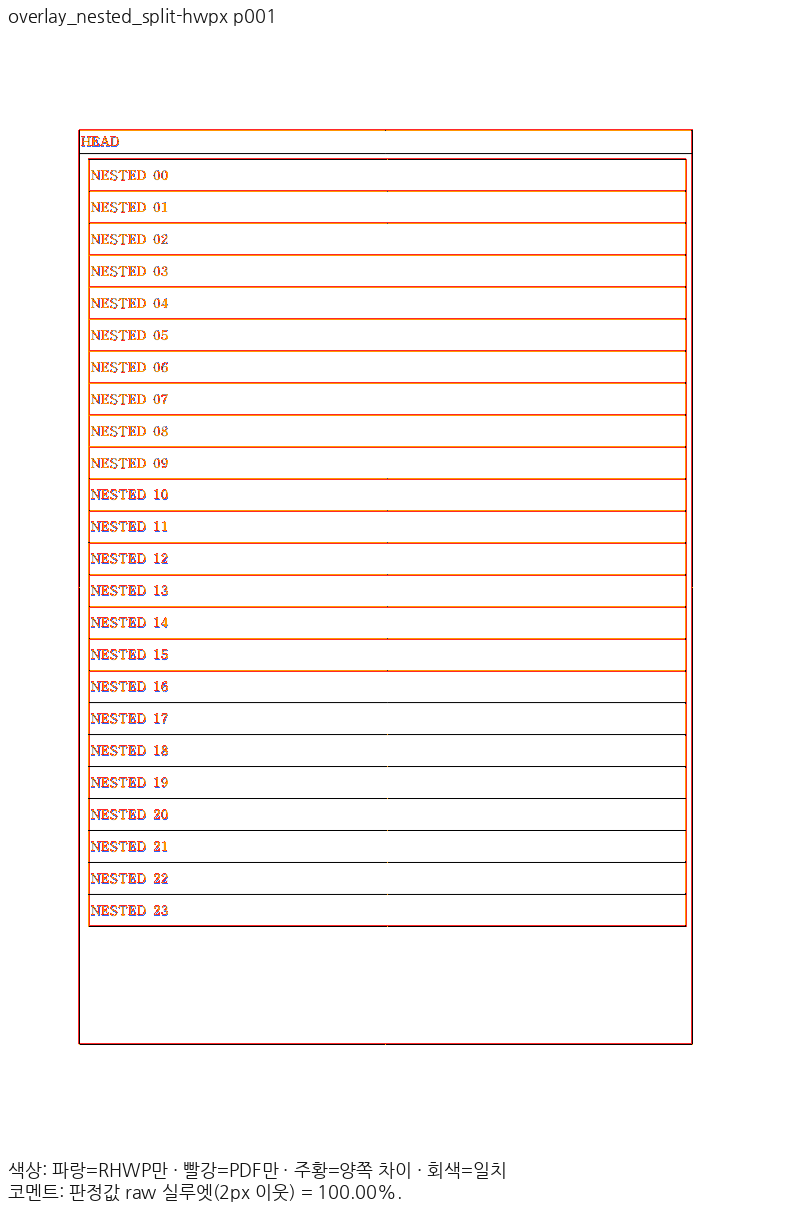 overlay_nested_split-hwpx p001
HEAD
NESTED 00
NESTED 01
NESTED 02
NESTED 03
NESTED 04
NESTED 05
NESTED 06
NESTED 07
NESTED 08
NESTED 09
NESTED 10
NESTED 11
NESTED 12
NESTED 13
NESTED 14
NESTED 15
NESTED 16
NESTED 17
NESTED 18
NESTED 19
NESTED 20
NESTED 21
NESTED 22
NESTED 23
색상: 파랑=RHWP만 · 빨강=PDF만 · 주황=양쪽 차이 · 회색=일치
코멘트: 판정값 raw 실루엣(2px 이웃) = 100.00%.